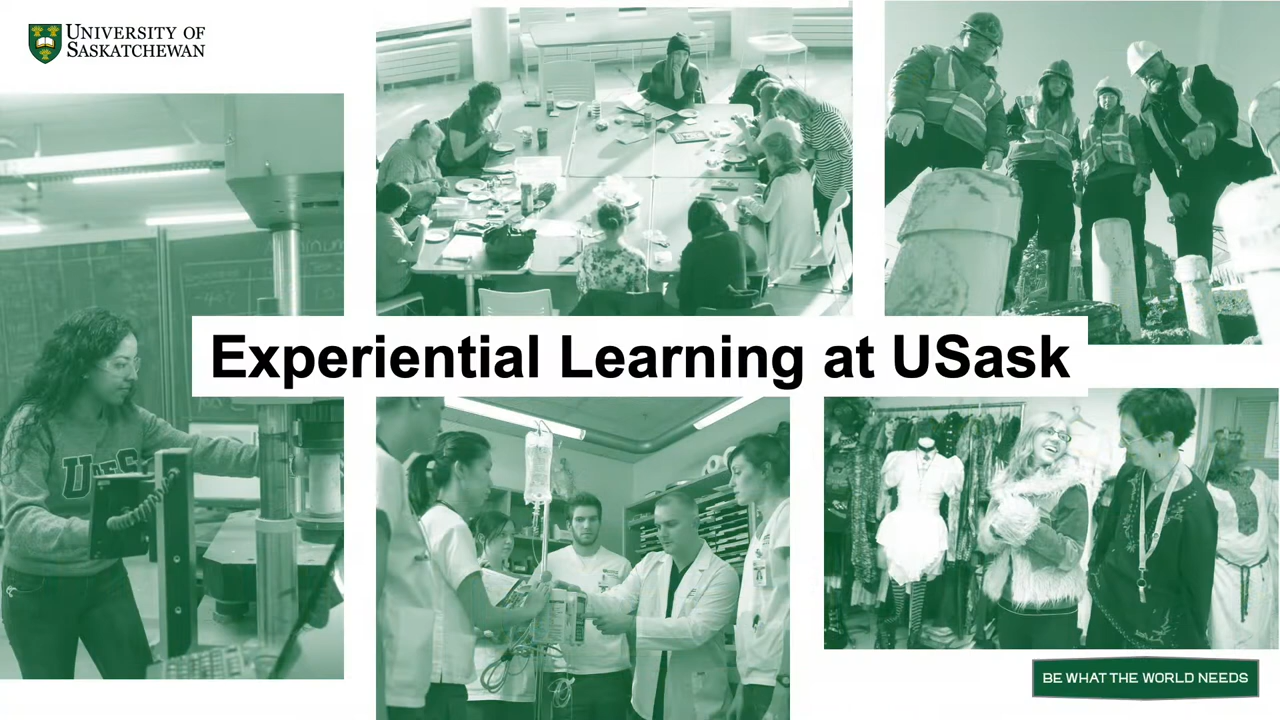 UNIVERSITY OF
SASKATCHEWAN
Experiential Learning at USask
BE WHAT THE WORLD NEEDS